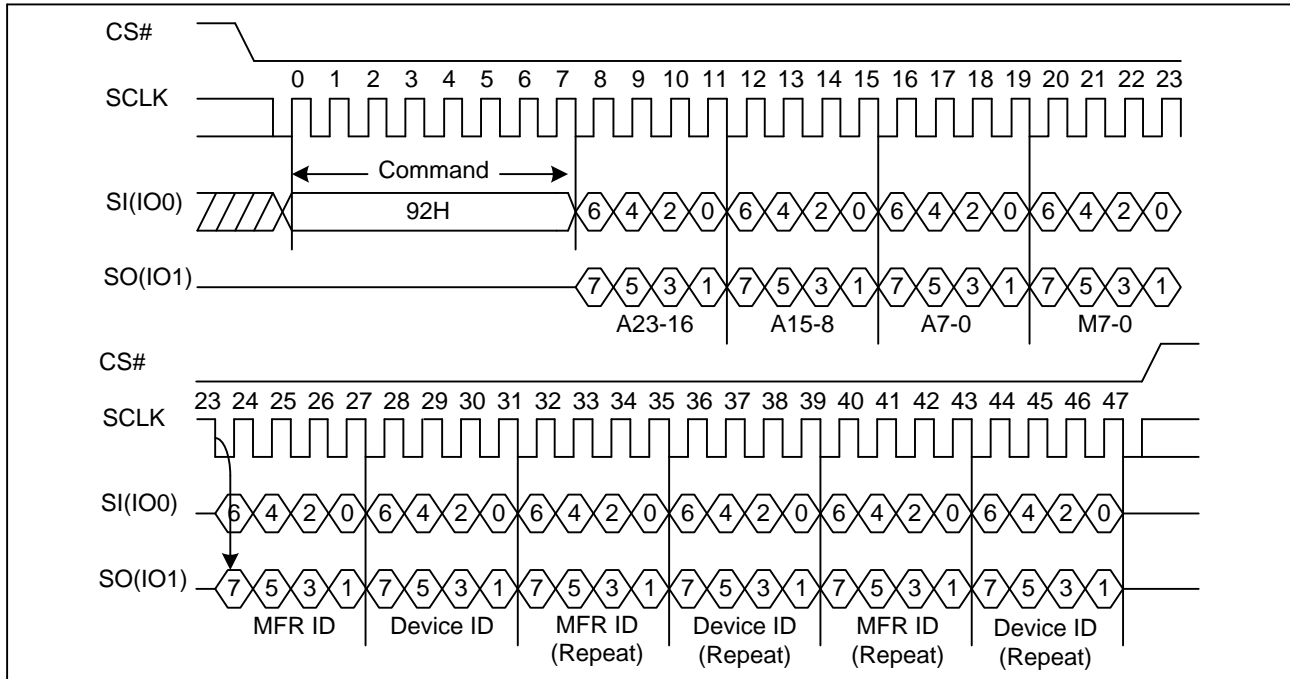 CS#
0 1 2 3 4 5 6 7 8 9 10 11 12 13 14 15 16 17 18 19 20 21 22 23
SCLK
Command
SI(IO0)
92H
6 4 2 0 6 4 2 0 6 4 2 0 6 4 2 0
SO(IO1)
7 5 3 1 7 5 3 1 7 5 3 1 7 5 3 1
A23-16 A15-8 A7-0 M7-0
CS#
23 24 25 26 27 28 29 30 31 32 33 34 35 36 37 38 39 40 41 42 43 44 45 46 47
SCLK
SI(IO0)
6 4 2 0 6 4 2 0 6 4 2 0 6 4 2 0 6 4 2 0 6 4 2 0
SO(IO1)
7 5 3 1 7 5 3 1 7 5 3 1 7 5 3 1 7 5 3 1 7 5 3 1
MFR ID Device ID MFR ID Device ID MFR ID Device ID
(Repeat) (Repeat) (Repeat) (Repeat)